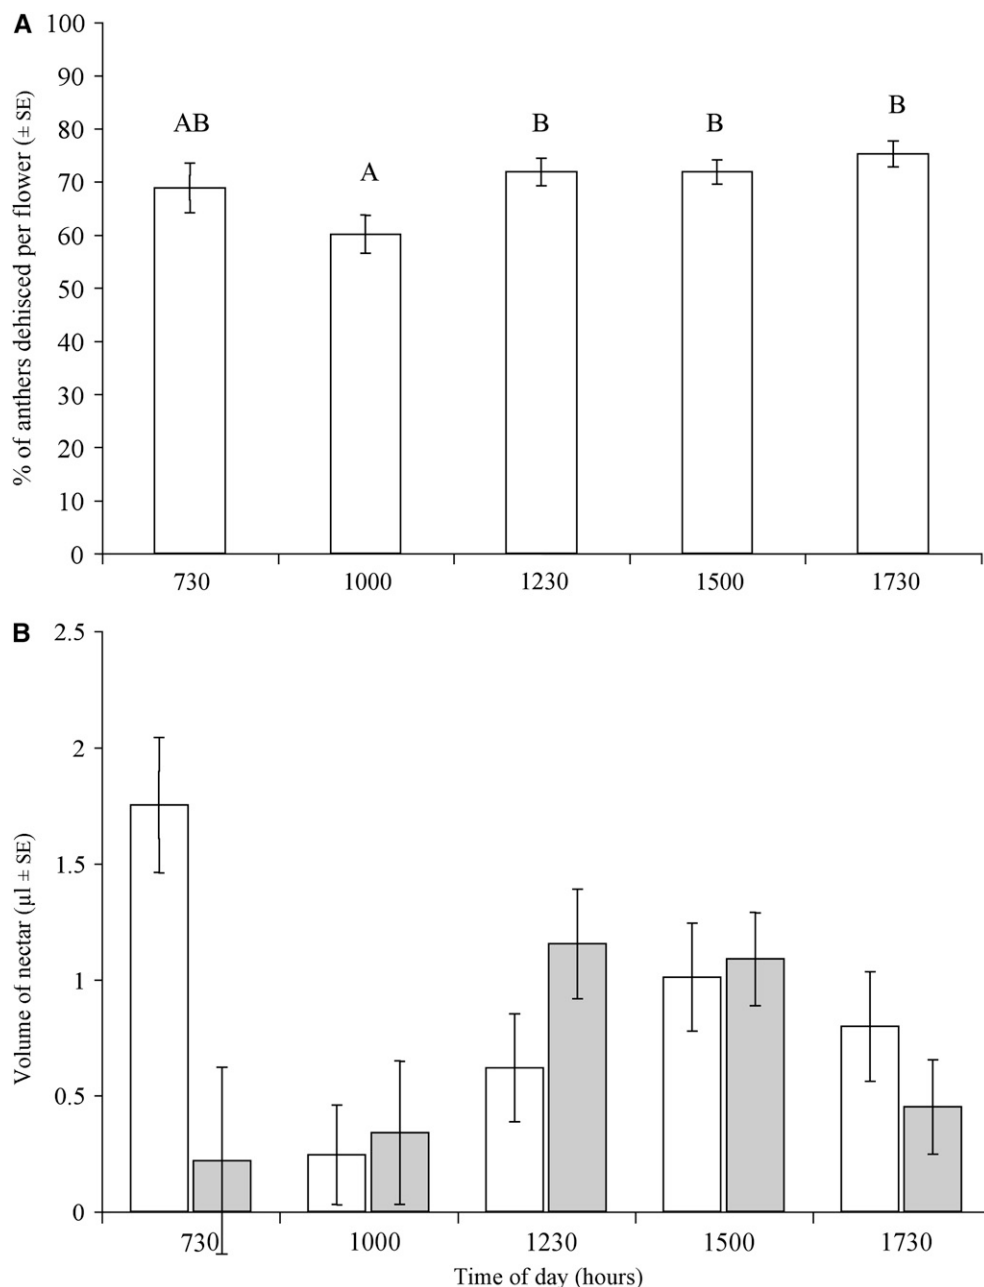 A
% of anthers dehisced per flower (± SE)
100
90
80
70
60
50
40
30
20
10
0
AB
A
B
B
B
730
1000
1230
1500
1730
B
Volume of nectar (µl ± SE)
2.5
2
1.5
1
0.5
0
730
1000
1230
1500
1730
Time of day (hours)